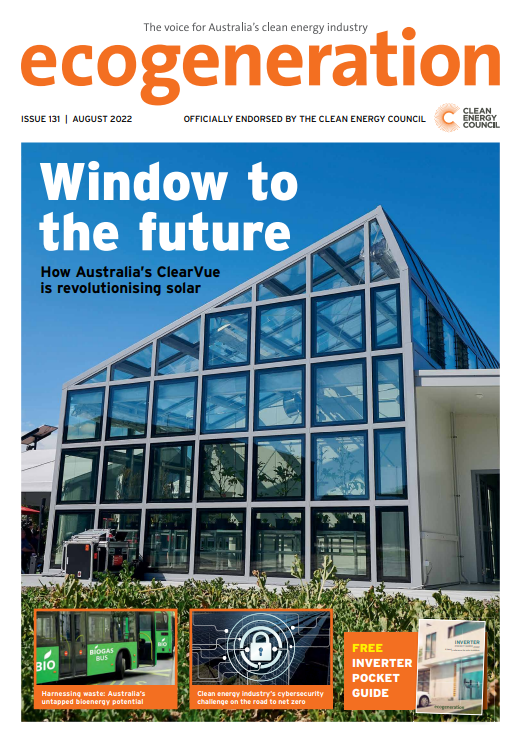 The voice for Australia's clean energy industry
ecogeneration
ISSUE 131 | AUGUST 2022
OFFICIALLY ENDORSED BY THE CLEAN ENERGY COUNCIL
CLEAN
ENERGY
COUNCIL
Window to
the future
How Australia's ClearVue
is revolutionising solar
BIO
BIOGAS
BUS
BIO
Harnessing waste: Australia's
untapped bioenergy potential
Clean energy industry's cybersecurity
challenge on the road to net zero
FREE
INVERTER
POCKET
GUIDE
INVERTER
ecogeneration